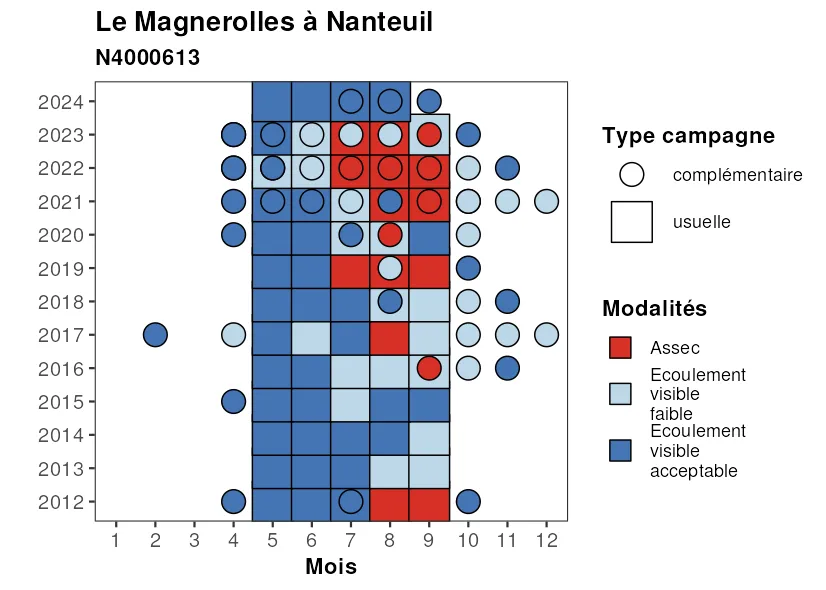 Le Magnerolles à Nanteuil
N4000613
2024
2023
2022
2021
2020
2019
2018
2017
2016
2015
2014
2013
2012
1 2 3 4 5 6 7 8 9 10 11 12
Mois
Type campagne
complémentaire
usuelle
Modalités
Assec
Ecoulement
visible
faible
Ecoulement
visible
acceptable